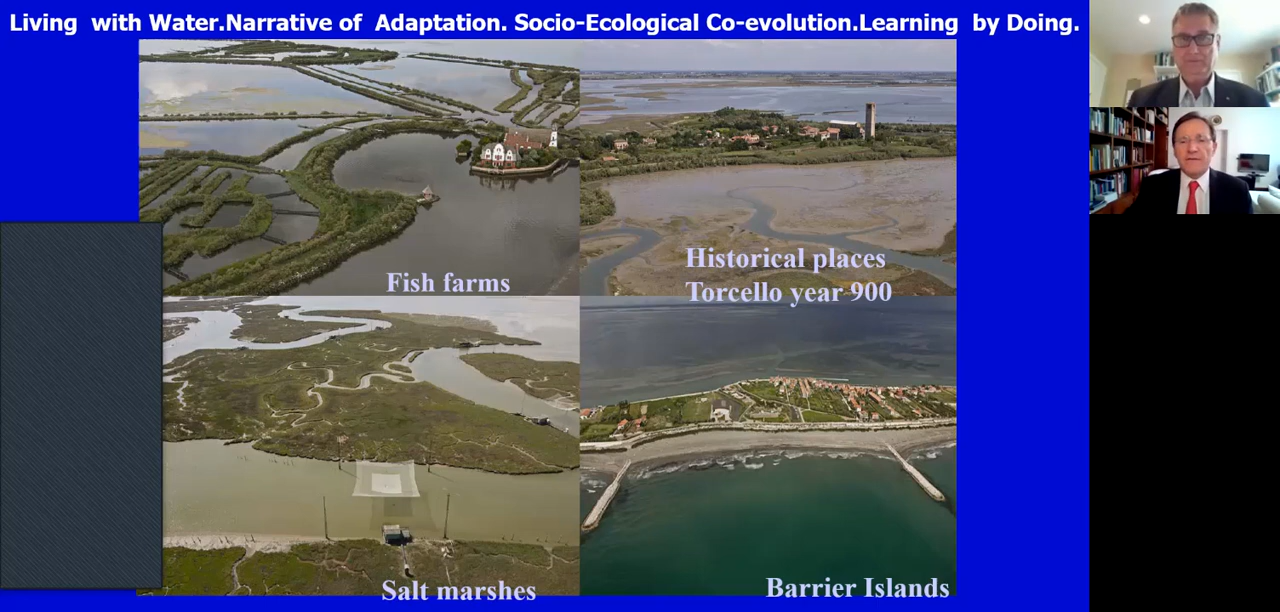 Living with Water.Narrative of Adaptation. Socio-Ecological Co-evolution.Learning by Doing.
Fish farms
Historical places
Torcello year 900
Salt marshes
Barrier Islands